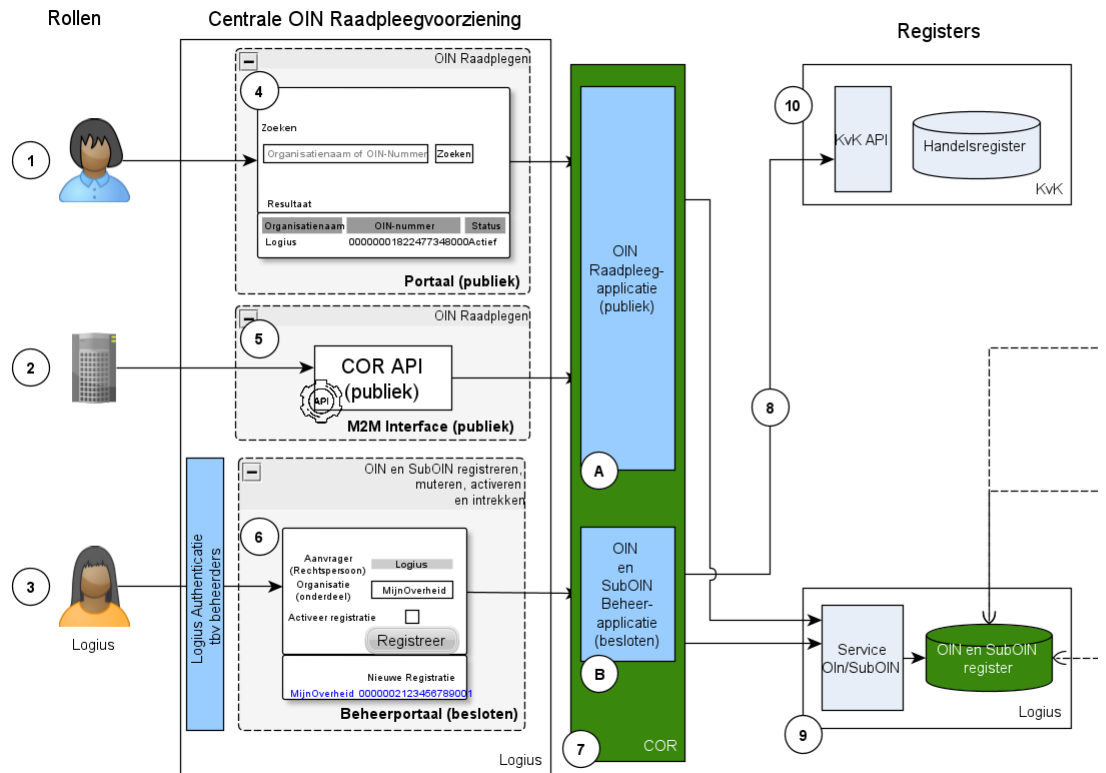 Rollen
Centrale OIN Raadpleegvoorziening
Registers
1
2
3
Logius
OIN Raadplegen
4
Zoeken
Organisatienaam of OIN-Nummer
Zoeken
Resultaat
Organisatienaam OIN-nummer Status
Logius 00000001822477348000Actief
Portaal (publiek)
OIN Raadplegen
5
COR API
(publiek)
API
M2M Interface (publiek)
Logius Authenticatie
tbv beheerders
OIN en SubOIN registreren,
muteren, activeren
en intrekken
6
Aanvrager
(Rechtspersoon)
Logius
Organisatie
(onderdeel)
MijnOverheid
Activeer registratie
Registreer
Nieuwe Registratie
MijnOverheid 0000002123456789001
Beheerportaal (besloten)
Logius
OIN
Raadpleeg-
applicatie
(publiek)
A
OIN
en
SubOIN
Beheer-
applicatie
(besloten)
B
7
COR
8
10
KvK API
Handelsregister
KvK
Service
OIn/SubOIN
OIN en SubOIN
register
Logius
9